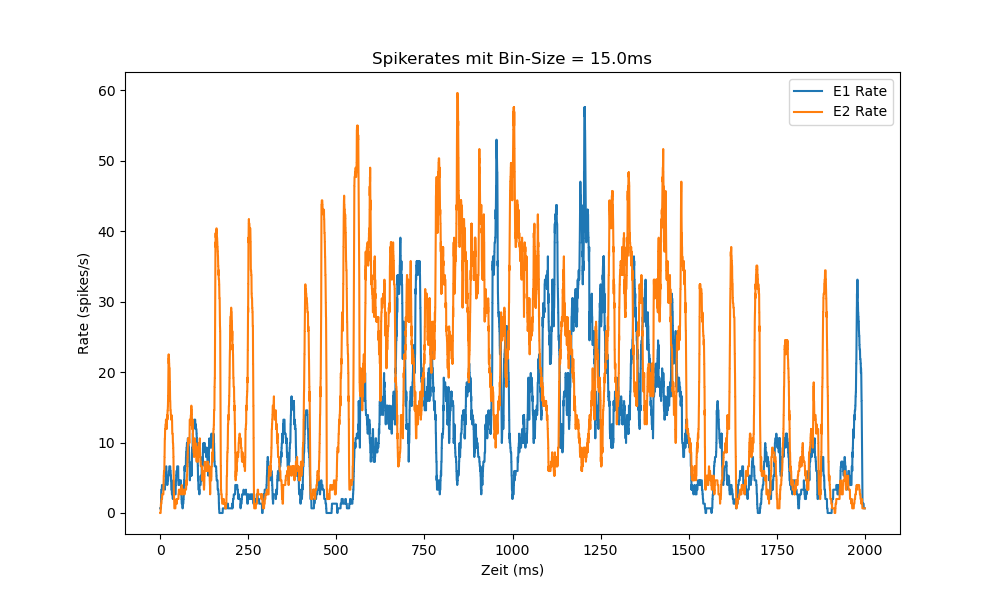 Spikerates mit Bin-Size = 15.0ms
E1 Rate
E2 Rate
Rate (spikes/s)
60
50
40
30
20
10
0
0 250 500 750 1000 1250 1500 1750 2000
Zeit (ms)